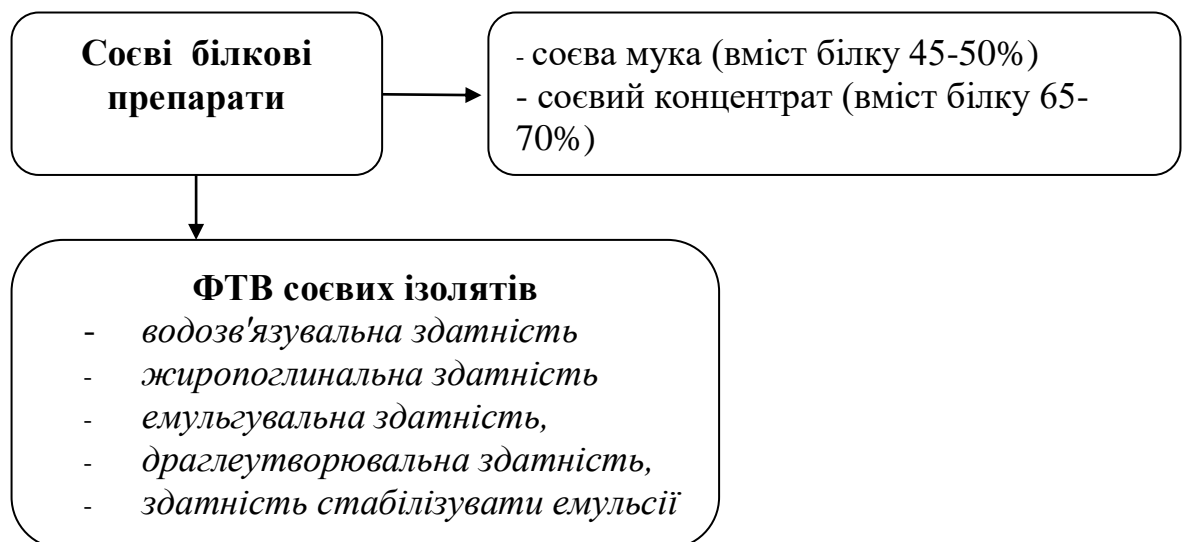 Соєві білкові
препарати
- соєва мука (вміст білку 45-50%)
- соєвий концентрат (вміст білку 65-
70%)
ФТВ соєвих ізолятів
- водозв'язувальна здатність
- жиропоглинальна здатність
- емульгувальна здатність,
- драглеутворювальна здатність,
- здатність стабілізувати емульсії